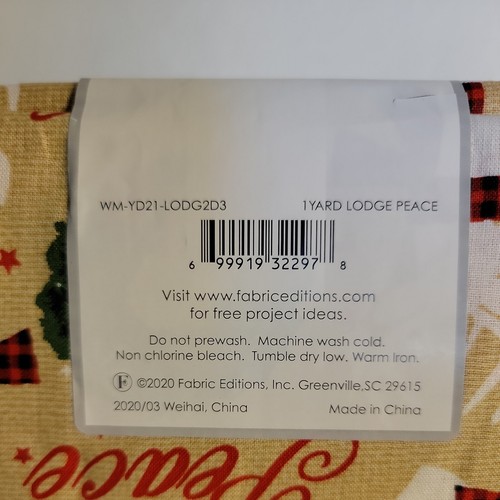 WM-YD21-LODG2D3 1YARD LODGE PEACE
6 99919 32297 8
Visit www.fabriceditions.com
for free project ideas.
Do not prewash. Machine wash cold.
Non chlorine bleach. Tumble dry low. Warm Iron.
F ©2020 Fabric Editions, Inc. Greenville,SC 29615
2020/03 Weihai, China Made in China
Peace